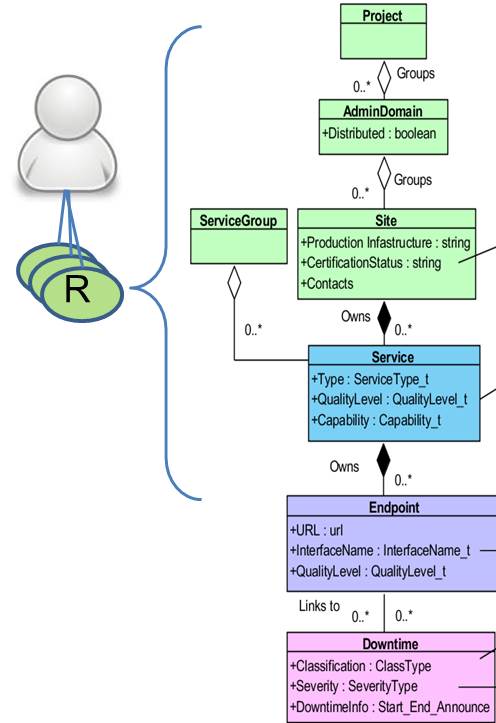 Project
Groups
0..*
AdminDomain
+Distributed : boolean
Groups
0..*
ServiceGroup
Site
+Production Infastructure : string
+CertificationStatus : string
+Contacts
R
Owns
0..*
0..*
Service
+Type : ServiceType_t
+QualityLevel : QualityLevel_t
+Capability : Capability_t
Owns
0..*
Endpoint
+URL : url
+InterfaceName : InterfaceName_t
+QualityLevel : QualityLevel_t
Links to
0..* 0..*
Downtime
+Classification : ClassType
+Severity : SeverityType
+DowntimeInfo : Start_End_Announce